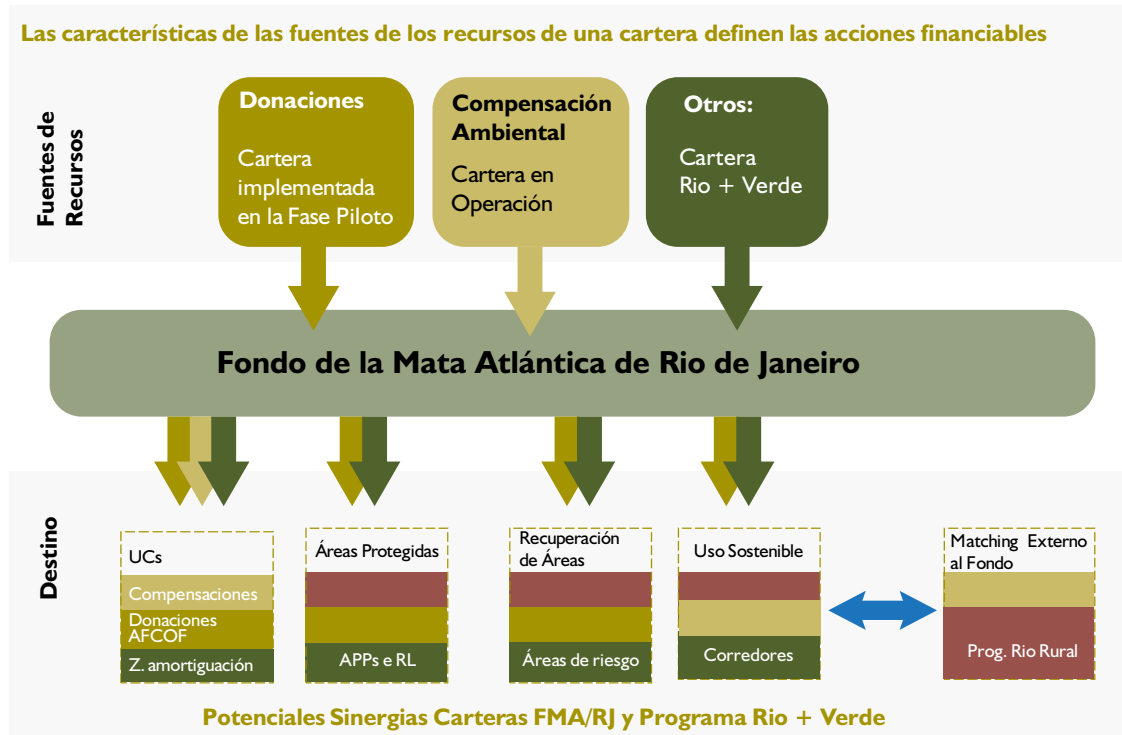 Las características de las fuentes de los recursos de una cartera definen las acciones financiables
Fuentes de
Recursos
Donaciones
Cartera
implementada
en la Fase Piloto
Compensación
Ambiental
Cartera en
Operación
Otros:
Cartera
Rio + Verde
Fondo de la Mata Atlántica de Rio de Janeiro
Destino
UCs
Compensaciones
Donaciones
AFCOF
Z. amortiguación
Áreas Protegidas
APPs e RL
Recuperación
de Áreas
Áreas de riesgo
Uso Sostenible
Corredores
Matching Externo
al Fondo
Prog. Rio Rural
Potenciales Sinergias Carteras FMA/RJ y Programa Rio + Verde